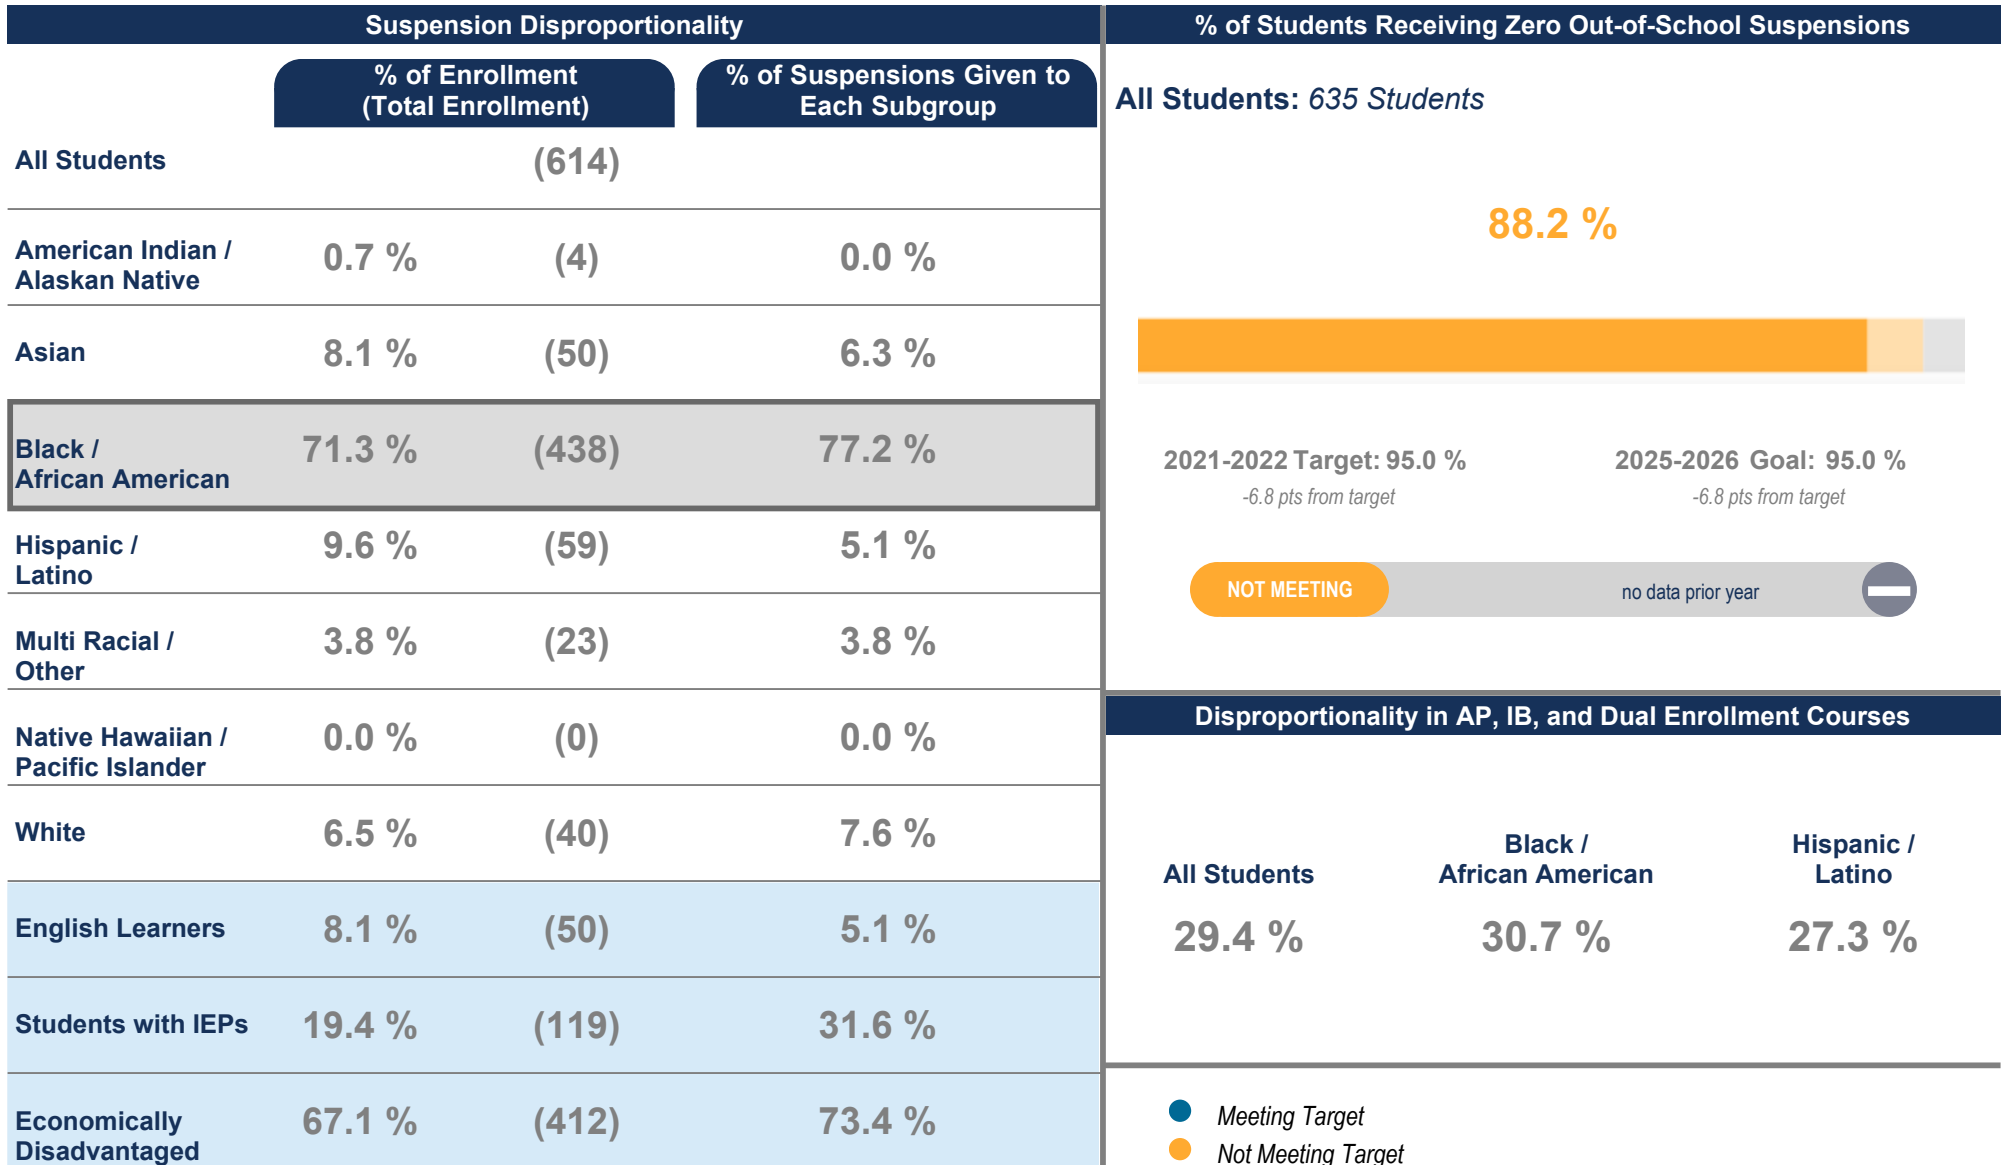 Suspension Disproportionality
% of Enrollment
(Total Enrollment)
% of Suspensions Given to
Each Subgroup
All Students
(614)
American Indian /
Alaskan Native
0.7 % (4) 0.0 %
Asian 8.1 % (50) 6.3 %
Black /
African American
71.3 % (438) 77.2 %
Hispanic /
Latino
9.6 % (59) 5.1 %
Multi Racial /
Other
3.8 % (23) 3.8 %
Native Hawaiian /
Pacific Islander
0.0 % (0) 0.0 %
White 6.5 % (40) 7.6 %
English Learners 8.1 % (50) 5.1 %
Students with IEPs 19.4 % (119) 31.6 %
Economically
Disadvantaged
67.1 % (412) 73.4 %
% of Students Receiving Zero Out-of-School Suspensions
All Students: 635 Students
88.2 %
2021-2022 Target: 95.0 %
-6.8 pts from target
2025-2026 Goal: 95.0 %
-6.8 pts from target
NOT MEETING
no data prior year
Disproportionality in AP, IB, and Dual Enrollment Courses
All Students
29.4 %
Black /
African American
30.7 %
Hispanic /
Latino
27.3 %
Meeting Target
Not Meeting Target